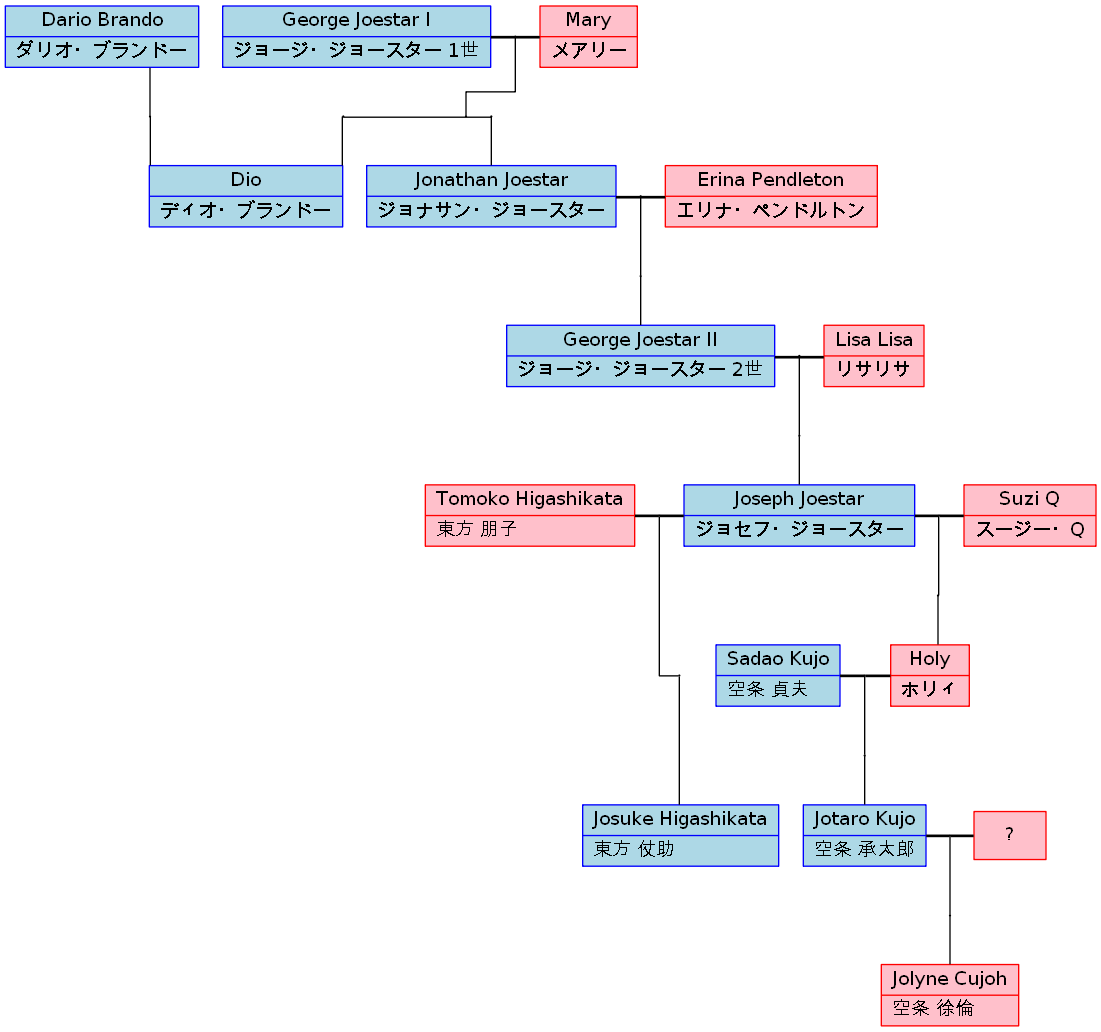 Dario Brando
ダリオ・ブランドー
George Joestar I
ジョージ・ジョースター 1世
Mary
メアリー
Dio
ディオ・ブランドー
Jonathan Joestar
ジョナサン・ジョースター
Erina Pendleton
エリナ・ペンドルトン
George Joestar II
ジョージ・ジョースター 2世
Lisa Lisa
リサリサ
Tomoko Higashikata
東方 朋子
Joseph Joestar
ジョセフ・ジョースター
Suzi Q
スージー・Q
Sadao Kujo
空条 貞夫
Holy
ホリィ
Josuke Higashikata
東方 仗助
Jotaro Kujo
空条 承太郎
?
Jolyne Cujoh
空条 徐倫